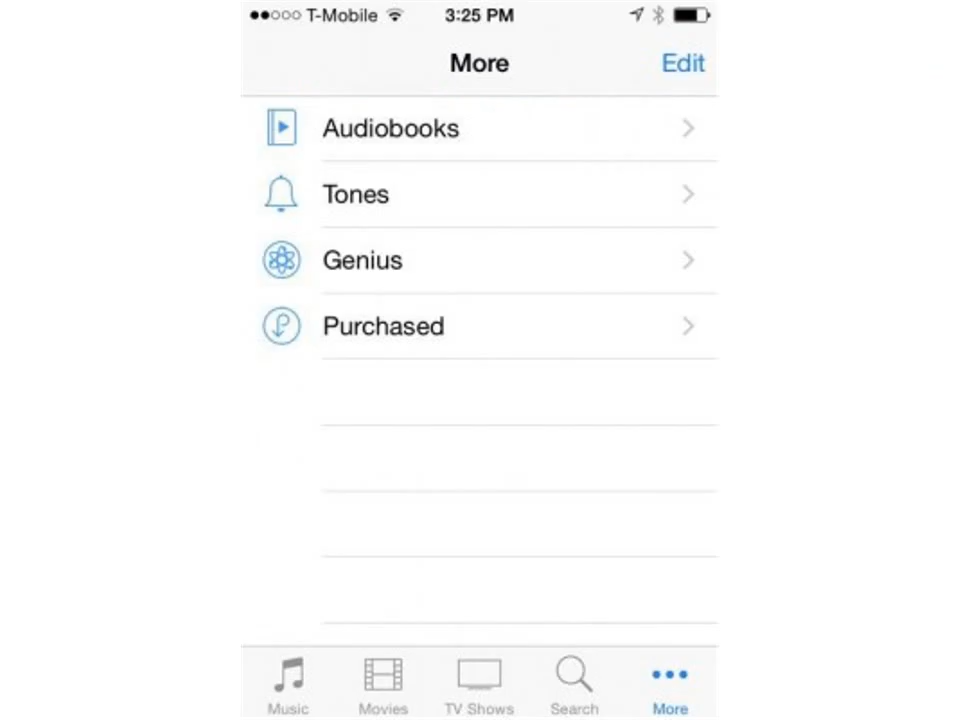 T-Mobile 3:25 PM
More Edit
Audiobooks
Tones
Genius
Purchased
Music Movies TV Shows Search More